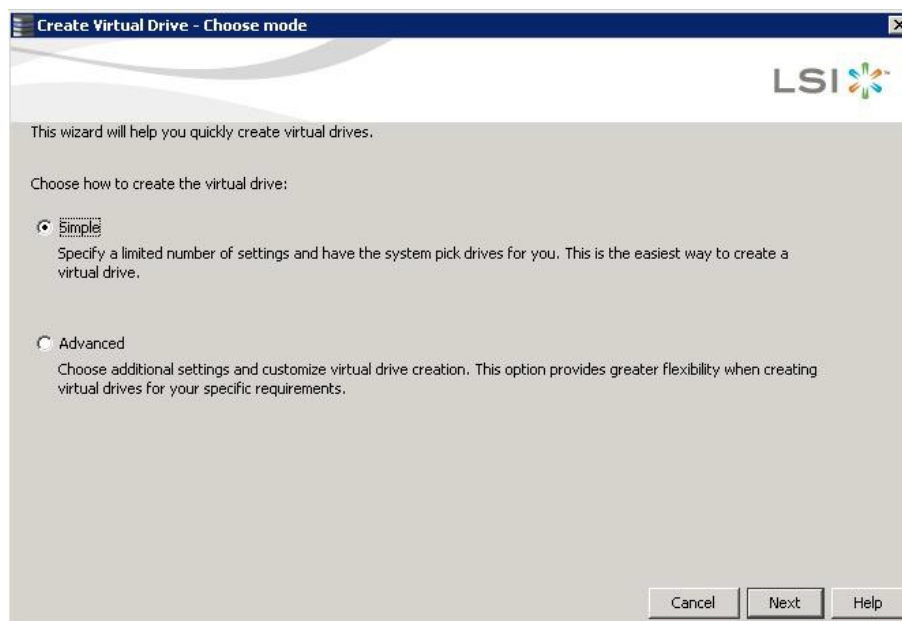 Create Virtual Drive - Choose mode
LSI
This wizard will help you quickly create virtual drives.
Choose how to create the virtual drive:
Simple
Specify a limited number of settings and have the system pick drives for you. This is the easiest way to create a
virtual drive.
Advanced
Choose additional settings and customize virtual drive creation. This option provides greater flexibility when creating
virtual drives for your specific requirements.
Cancel Next Help